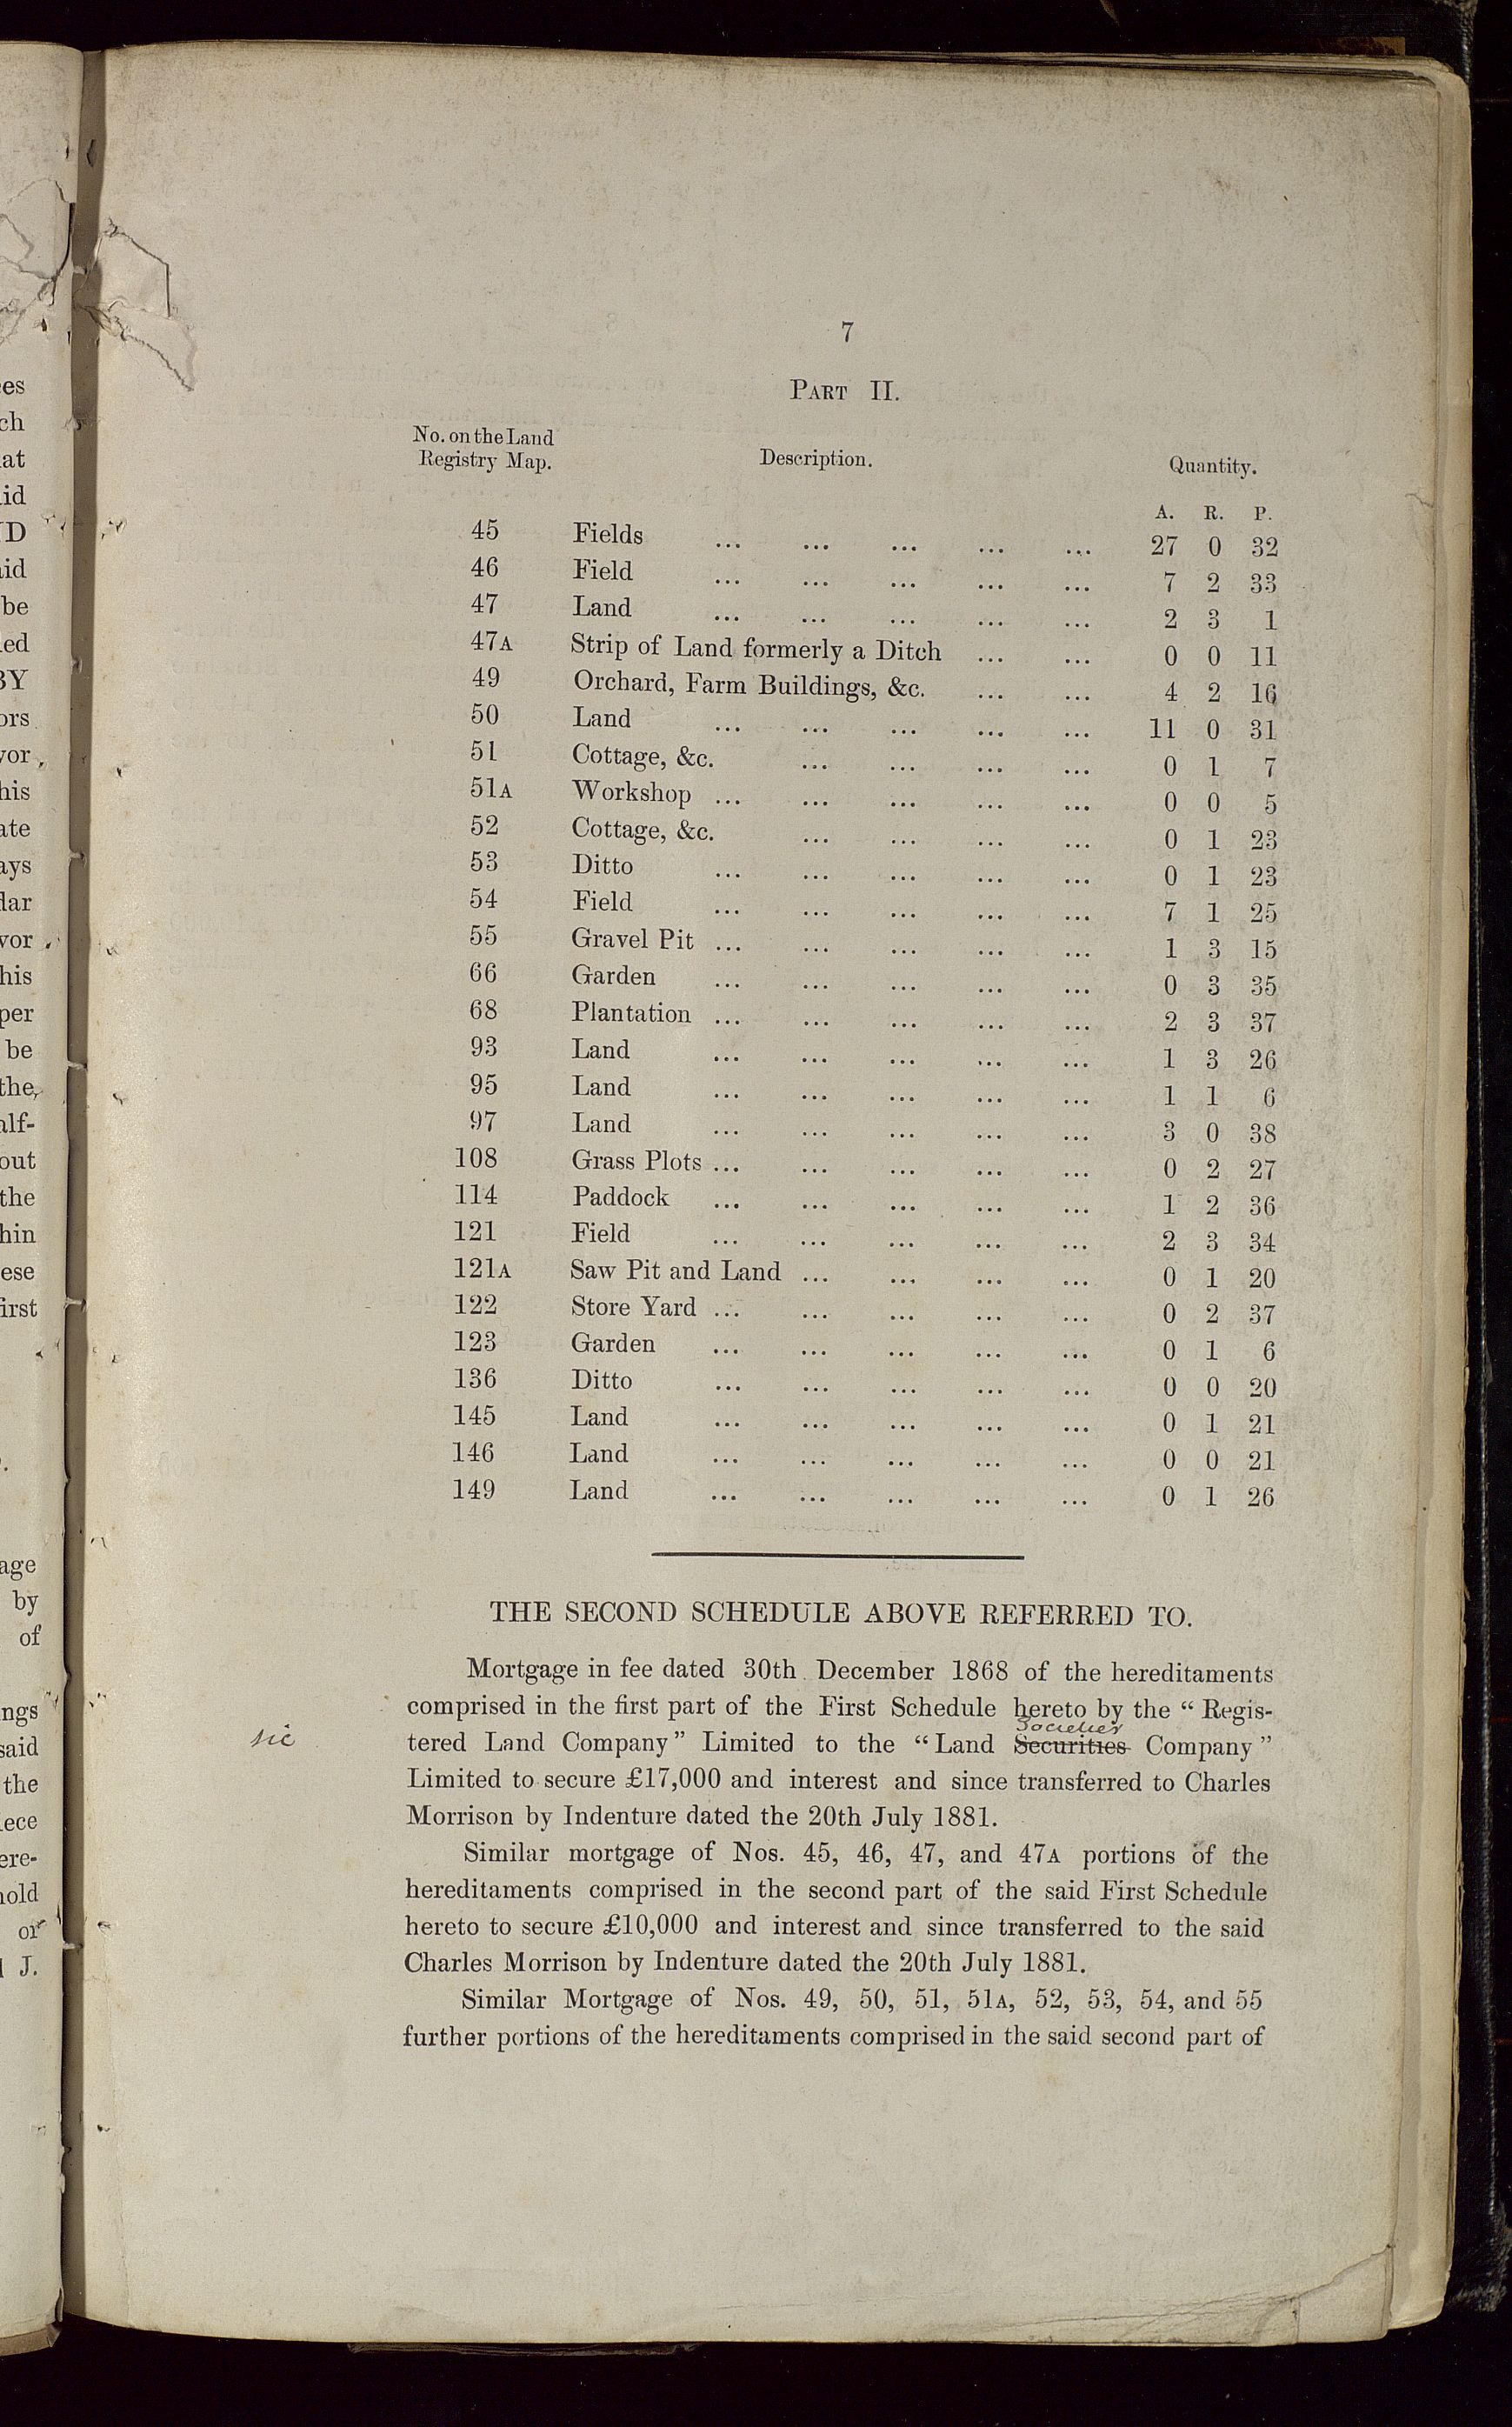 7
PART II.
No. on the Land
Registry Map.
Description.
Quantity.
A. R. P.
45 Fields ... ... ... ... ... 27 0 32
46 Field ... ... ... ... ... 7 2 33
47 Land ... ... ... ... ... 2 3 1
47A Strip of Land formerly a Ditch ... ... 0 0 11
49 Orchard, Farm Buildings, &c. ... ... 4 2 16
50 Land ... ... ... ... ... 11 0 31
51 Cottage, &c. ... ... ... ... 0 1 7
51A Workshop ... ... ... ... ... 0 0 5
52 Cottage, &c. ... ... ... ... 0 1 23
53 Ditto ... ... ... ... ... 0 1 23
54 Field ... ... ... ... ... 7 1 25
55 Gravel Pit ... ... ... ... ... 1 3 15
66 Garden ... ... ... ... ... 0 3 35
68 Plantation ... ... ... ... ... 2 3 37
93 Land ... ... ... ... ... 1 3 26
95 Land ... ... ... ... ... 1 1 6
97 Land ... ... ... ... ... 3 0 38
108 Grass Plots ... ... ... ... ... 0 2 27
114 Paddock ... ... ... ... ... 1 2 36
121 Field ... ... ... ... ... 2 3 34
121A Saw Pit and Land ... ... ... ... 0 1 20
122 Store Yard ... ... ... ... ... 0 2 37
123 Garden ... ... ... ... ... 0 1 6
136 Ditto ... ... ... ... ... 0 0 20
145 Land ... ... ... ... ... 0 1 21
146 Land ... ... ... ... ... 0 0 21
149 Land ... ... ... ... ... 0 1 26
THE SECOND SCHEDULE ABOVE REFERRED TO.
Mortgage in fee dated 30th December 1868 of the hereditaments
comprised in the first part of the First Schedule hereto by the “ Regis-
Societies
sic
tered Land Company ” Limited to the “ Land Securities Company ”
Limited to secure £17,000 and interest and since transferred to Charles
Morrison by Indenture dated the 20th July 1881.
Similar mortgage of Nos. 45, 46, 47, and 47A portions of the
hereditaments comprised in the second part of the said First Schedule
hereto to secure £10,000 and interest and since transferred to the said
Charles Morrison by Indenture dated the 20th July 1881.
Similar Mortgage of Nos. 49, 50, 51, 51A, 52, 53, 54, and 55
further portions of the hereditaments comprised in the said second part of